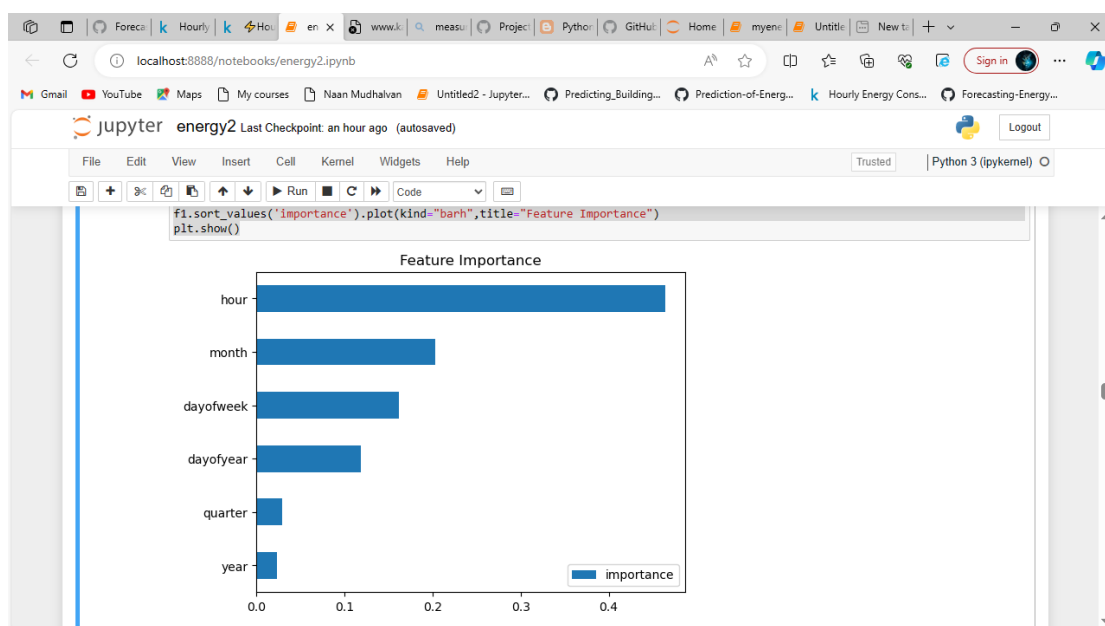 Foreca
Hourly
Hou
en
www.k
measu
Project
Python
GitHub
Home
myene
Untitle
New ta
localhost:8888/notebooks/energy2.ipynb
Sign in
Gmail
YouTube
Maps
My courses
Naan Mudhalvan
Untitled2 - Jupyter...
Predicting_Building...
Prediction-of-Energ...
Hourly Energy Cons...
Forecasting-Energy...
jupyter energy2 Last Checkpoint: an hour ago (autosaved)
Logout
File Edit View Insert Cell Kernel Widgets Help
Trusted
Python 3 (ipykernel)
Run
Code
f1.sort_values('importance').plot(kind="barh",title="Feature Importance")
plt.show()
Feature Importance
hour
month
dayofweek
dayofyear
quarter
year
importance
0.0 0.1 0.2 0.3 0.4